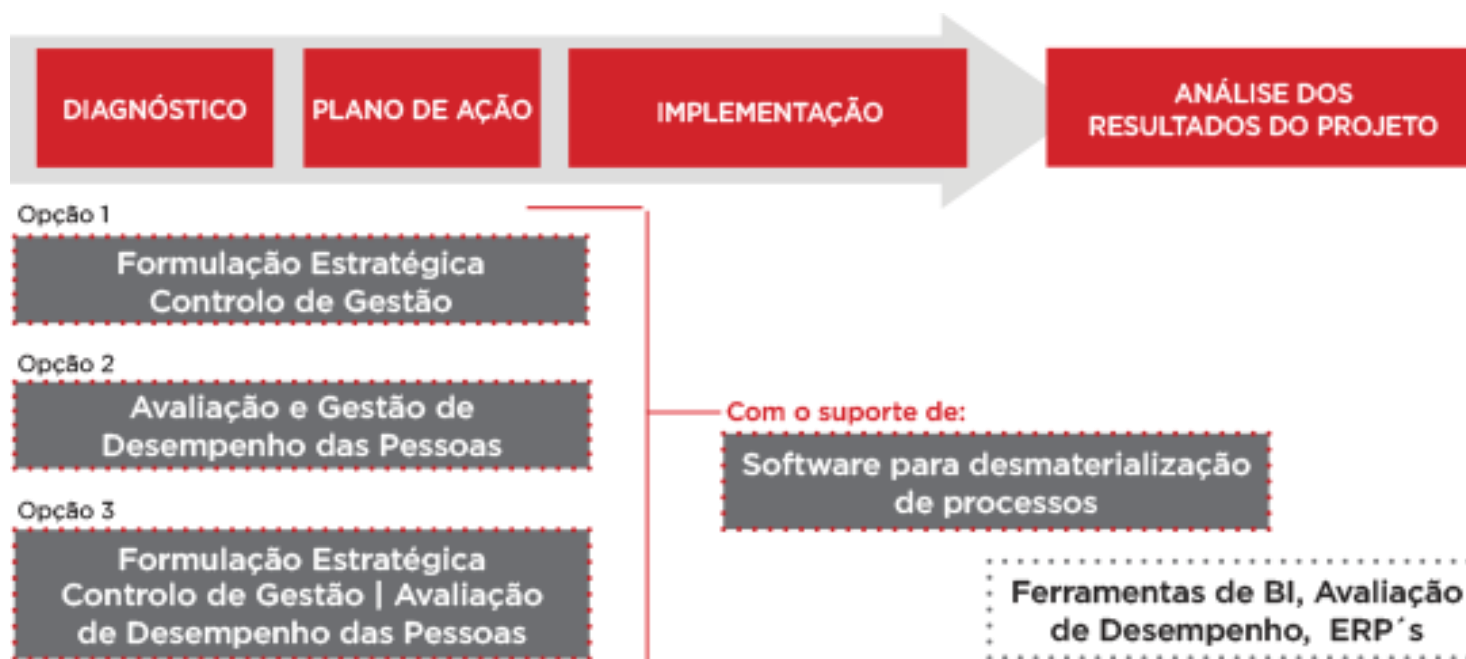 DIAGNÓSTICO
PLANO DE AÇÃO
IMPLEMENTAÇÃO
ANÁLISE DOS
RESULTADOS DO PROJETO
Opção 1
Formulação Estratégica
Controlo de Gestão
Opção 2
Avaliação e Gestão de
Desempenho das Pessoas
Opção 3
Formulação Estratégica
Controlo de Gestão | Avaliação
de Desempenho das Pessoas
Com o suporte de:
Software para desmaterialização
de processos
Ferramentas de BI, Avaliação
de Desempenho, ERP´s